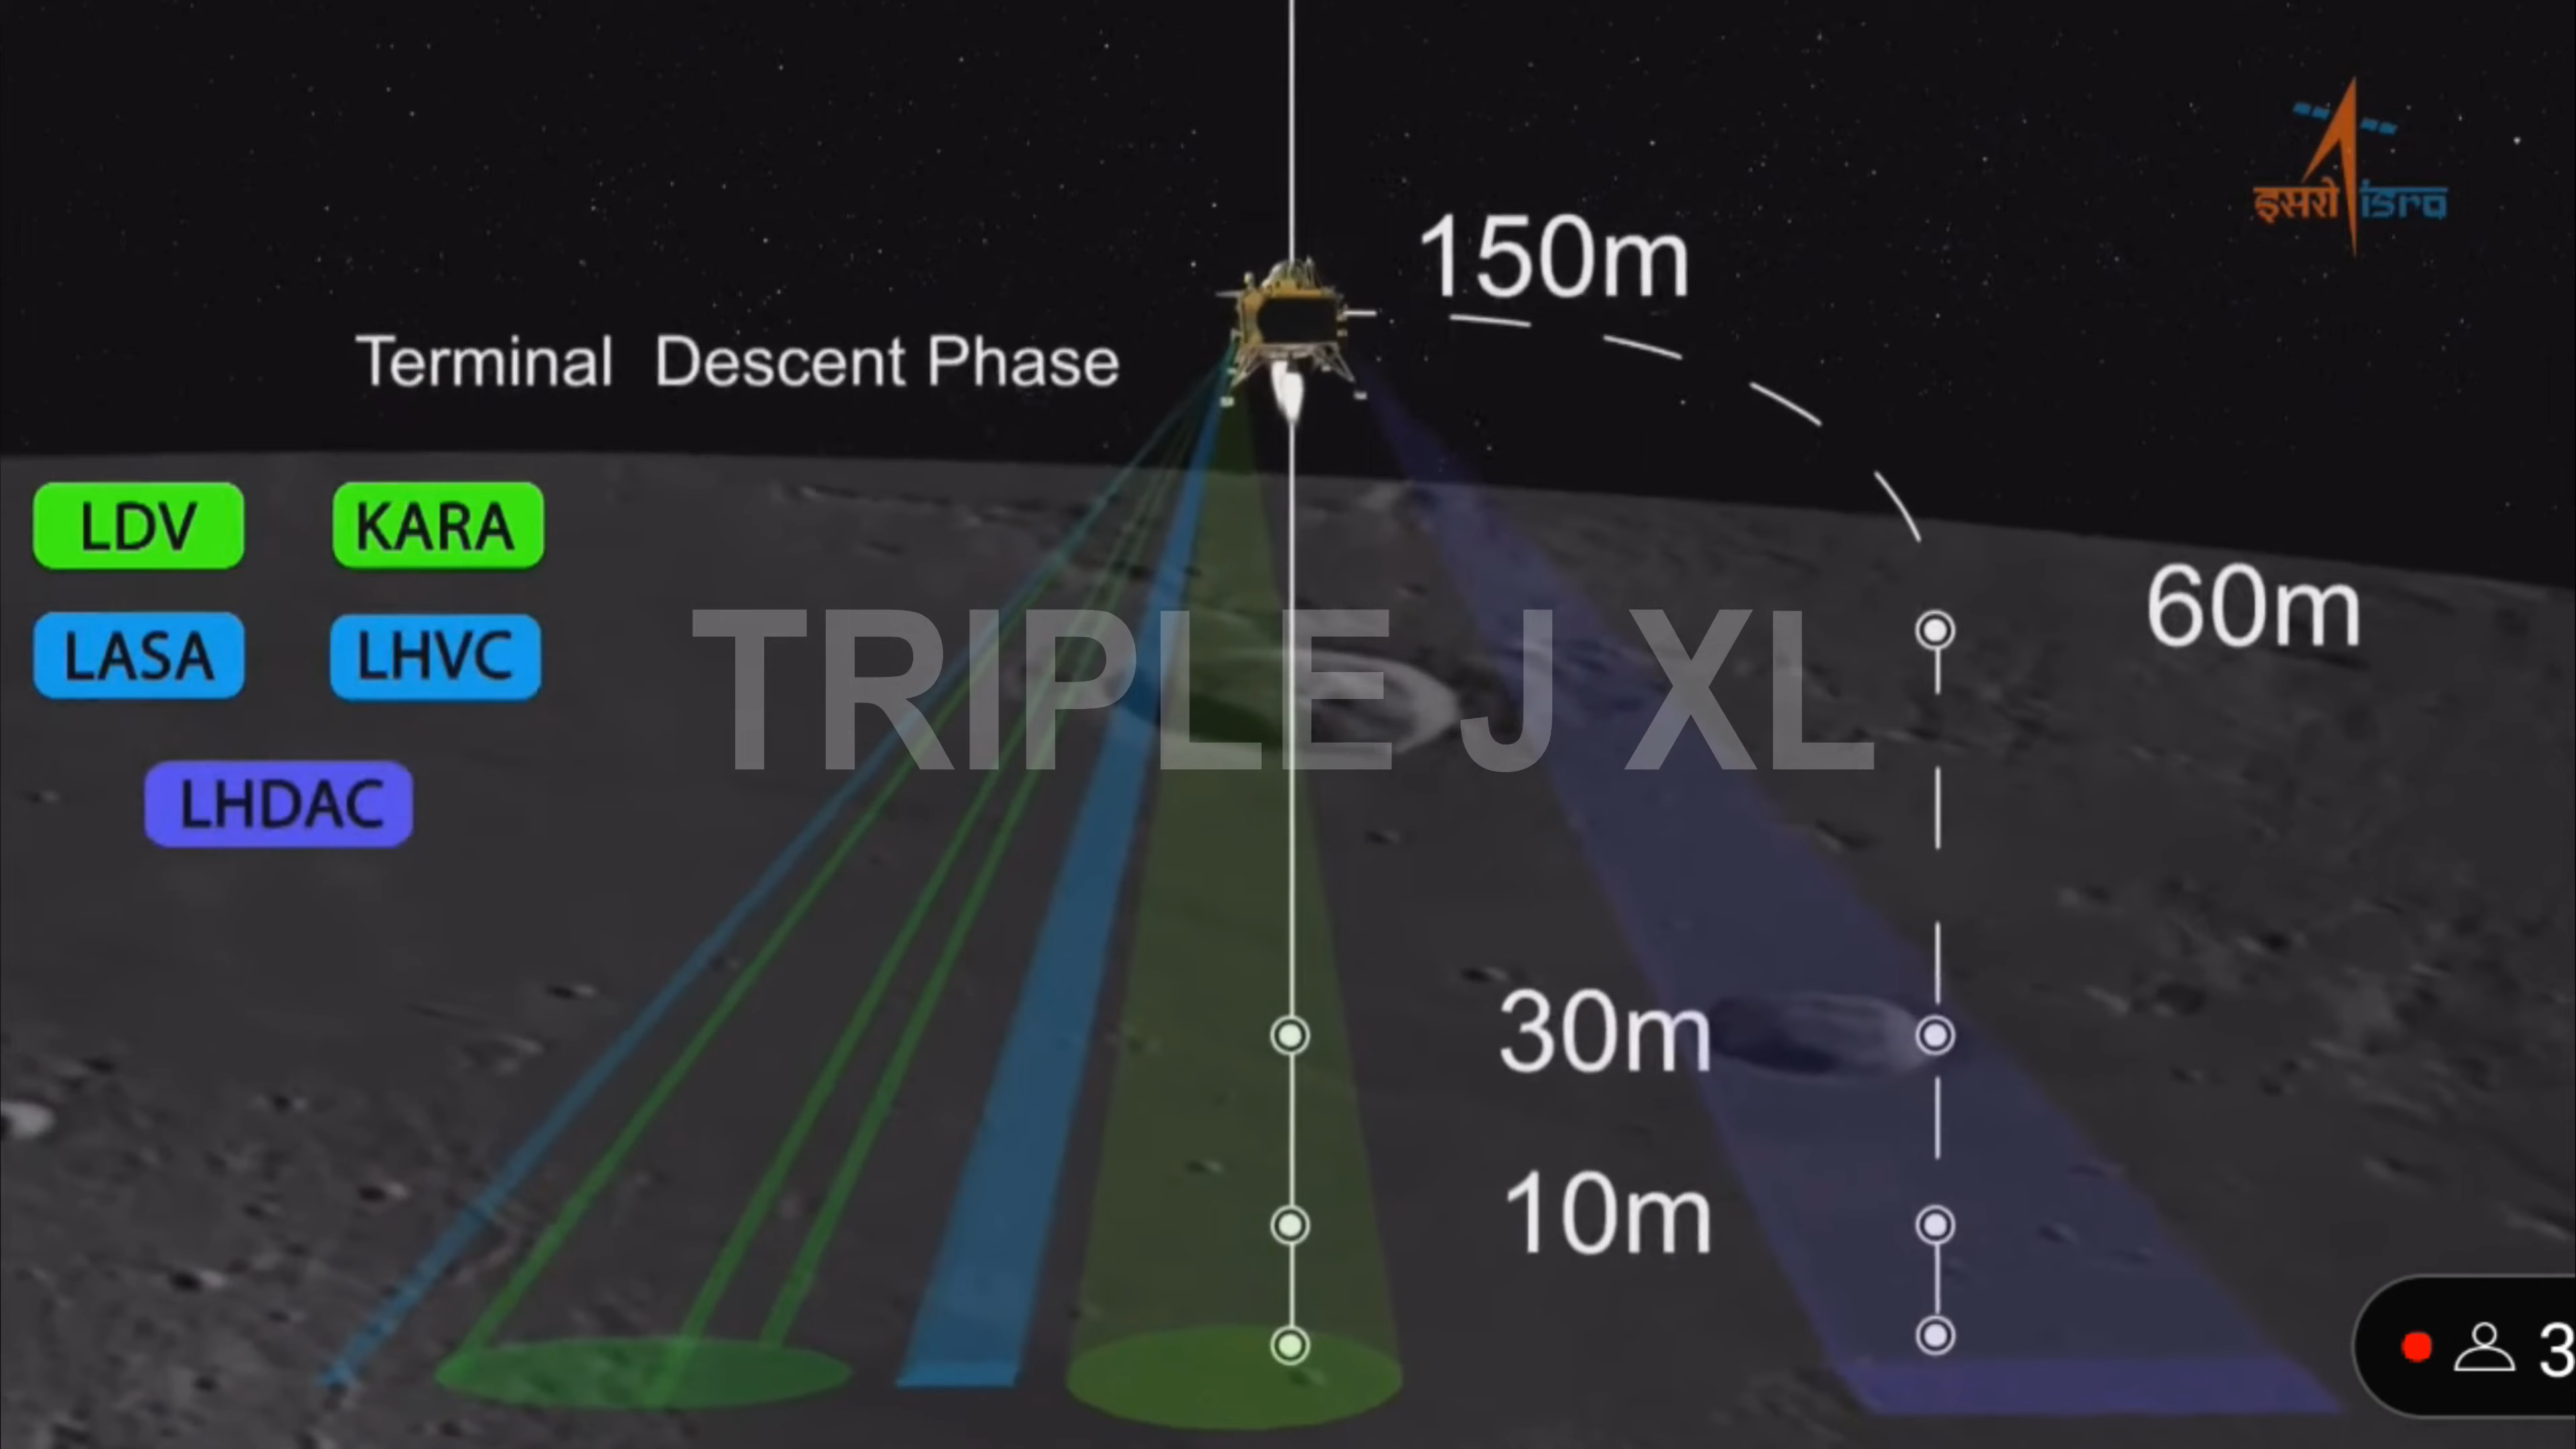 इसरो isro
150m
Terminal Descent Phase
LDV KARA
60m
LASA LHVC
TRIPLE J XL
LHDAC
30m
10m
3